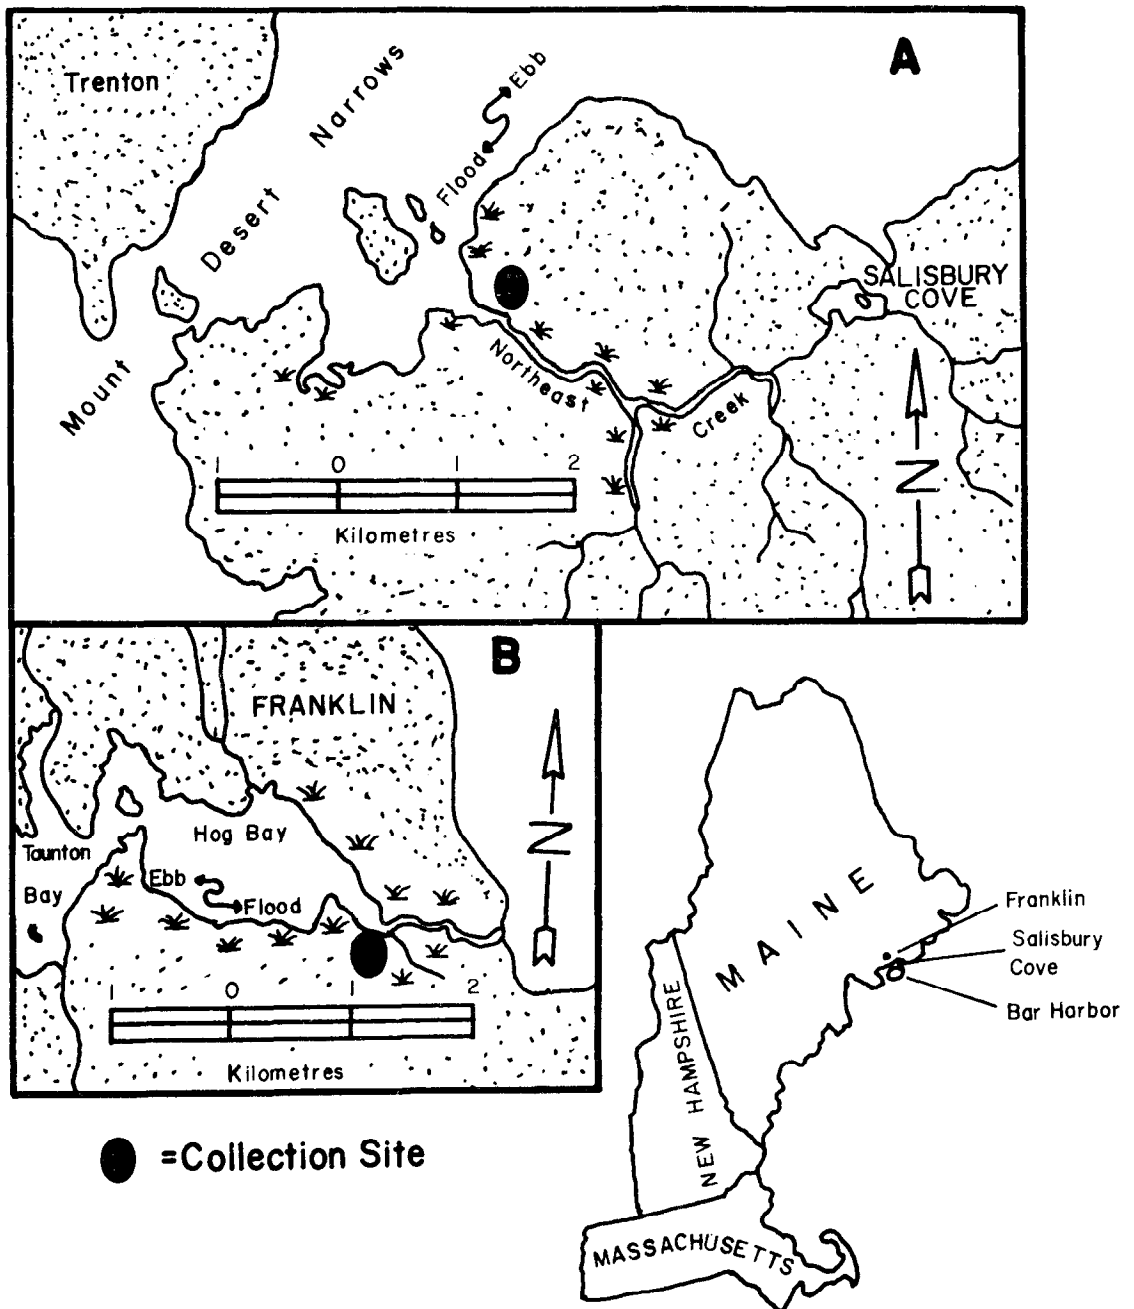 A
Trenton
Mount Desert Narrows
Ebb
Flood
SALISBURY
COVE
Northeast Creek
N
1 0 1 2
Kilometres
B
FRANKLIN
Hog Bay
Taunton
Bay
Ebb
Flood
N
1 0 1 2
Kilometres
=Collection Site
MAINE
Franklin
Salisbury
Cove
Bar Harbor
NEW HAMPSHIRE
MASSACHUSETTS